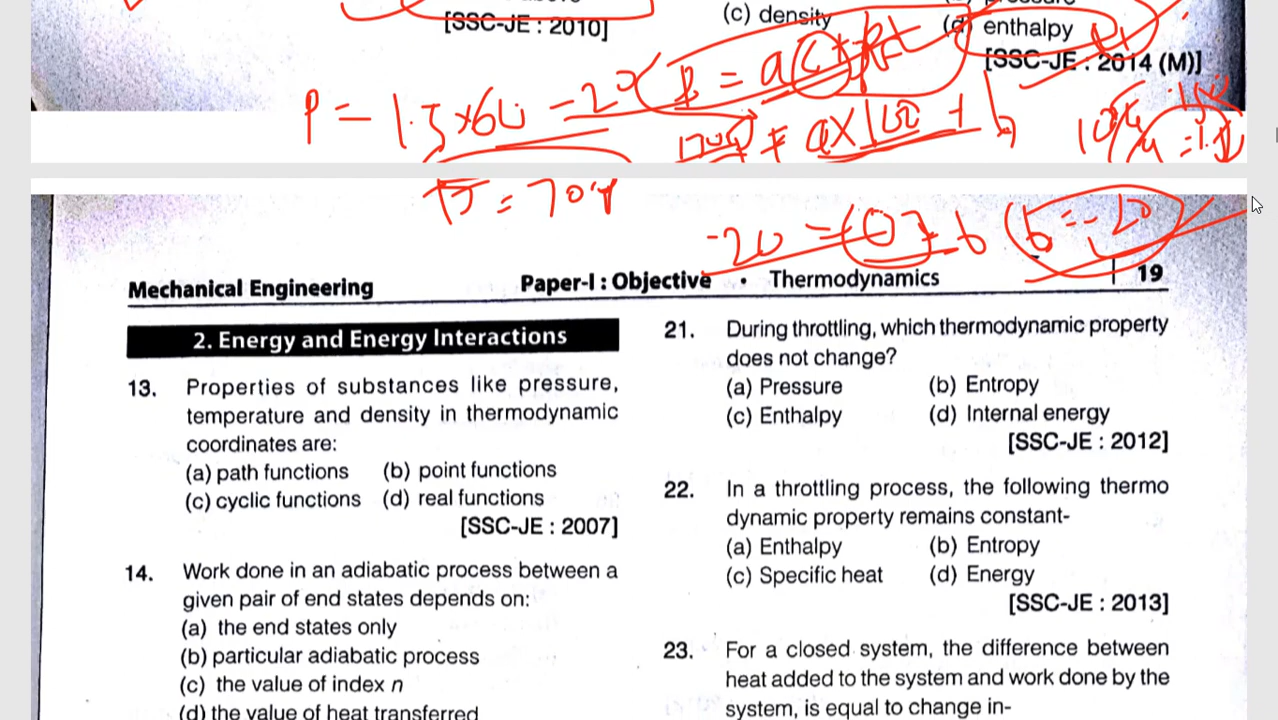 [SSC-JE : 2010]
(c) density
(d) enthalpy
[SSC-JE : 2014 (M)]
-20 = (0) + b (b = -20)
Mechanical Engineering
Paper-I : Objective • Thermodynamics
19
2. Energy and Energy Interactions
13. Properties of substances like pressure,
temperature and density in thermodynamic
coordinates are:
(a) path functions (b) point functions
(c) cyclic functions (d) real functions
[SSC-JE : 2007]
14. Work done in an adiabatic process between a
given pair of end states depends on:
(a) the end states only
(b) particular adiabatic process
(c) the value of index n
(d) the value of heat transferred
21. During throttling, which thermodynamic property
does not change?
(a) Pressure (b) Entropy
(c) Enthalpy (d) Internal energy
[SSC-JE : 2012]
22. In a throttling process, the following thermo
dynamic property remains constant-
(a) Enthalpy (b) Entropy
(c) Specific heat (d) Energy
[SSC-JE : 2013]
23. For a closed system, the difference between
heat added to the system and work done by the
system, is equal to change in-